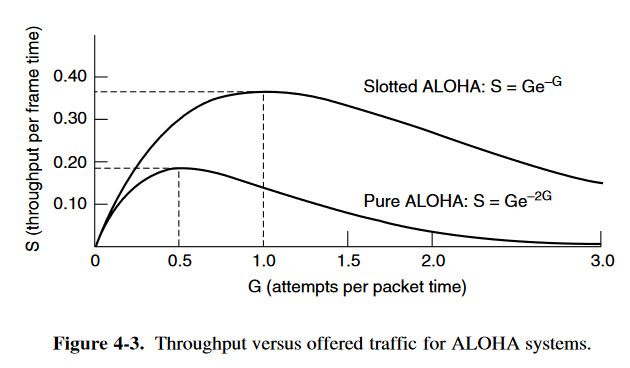 S (throughput per frame time)
0.40
0.30
0.20
0.10
Slotted ALOHA: S = Ge–G
Pure ALOHA: S = Ge–2G
0 0.5 1.0 1.5 2.0 3.0
G (attempts per packet time)
Figure 4-3. Throughput versus offered traffic for ALOHA systems.